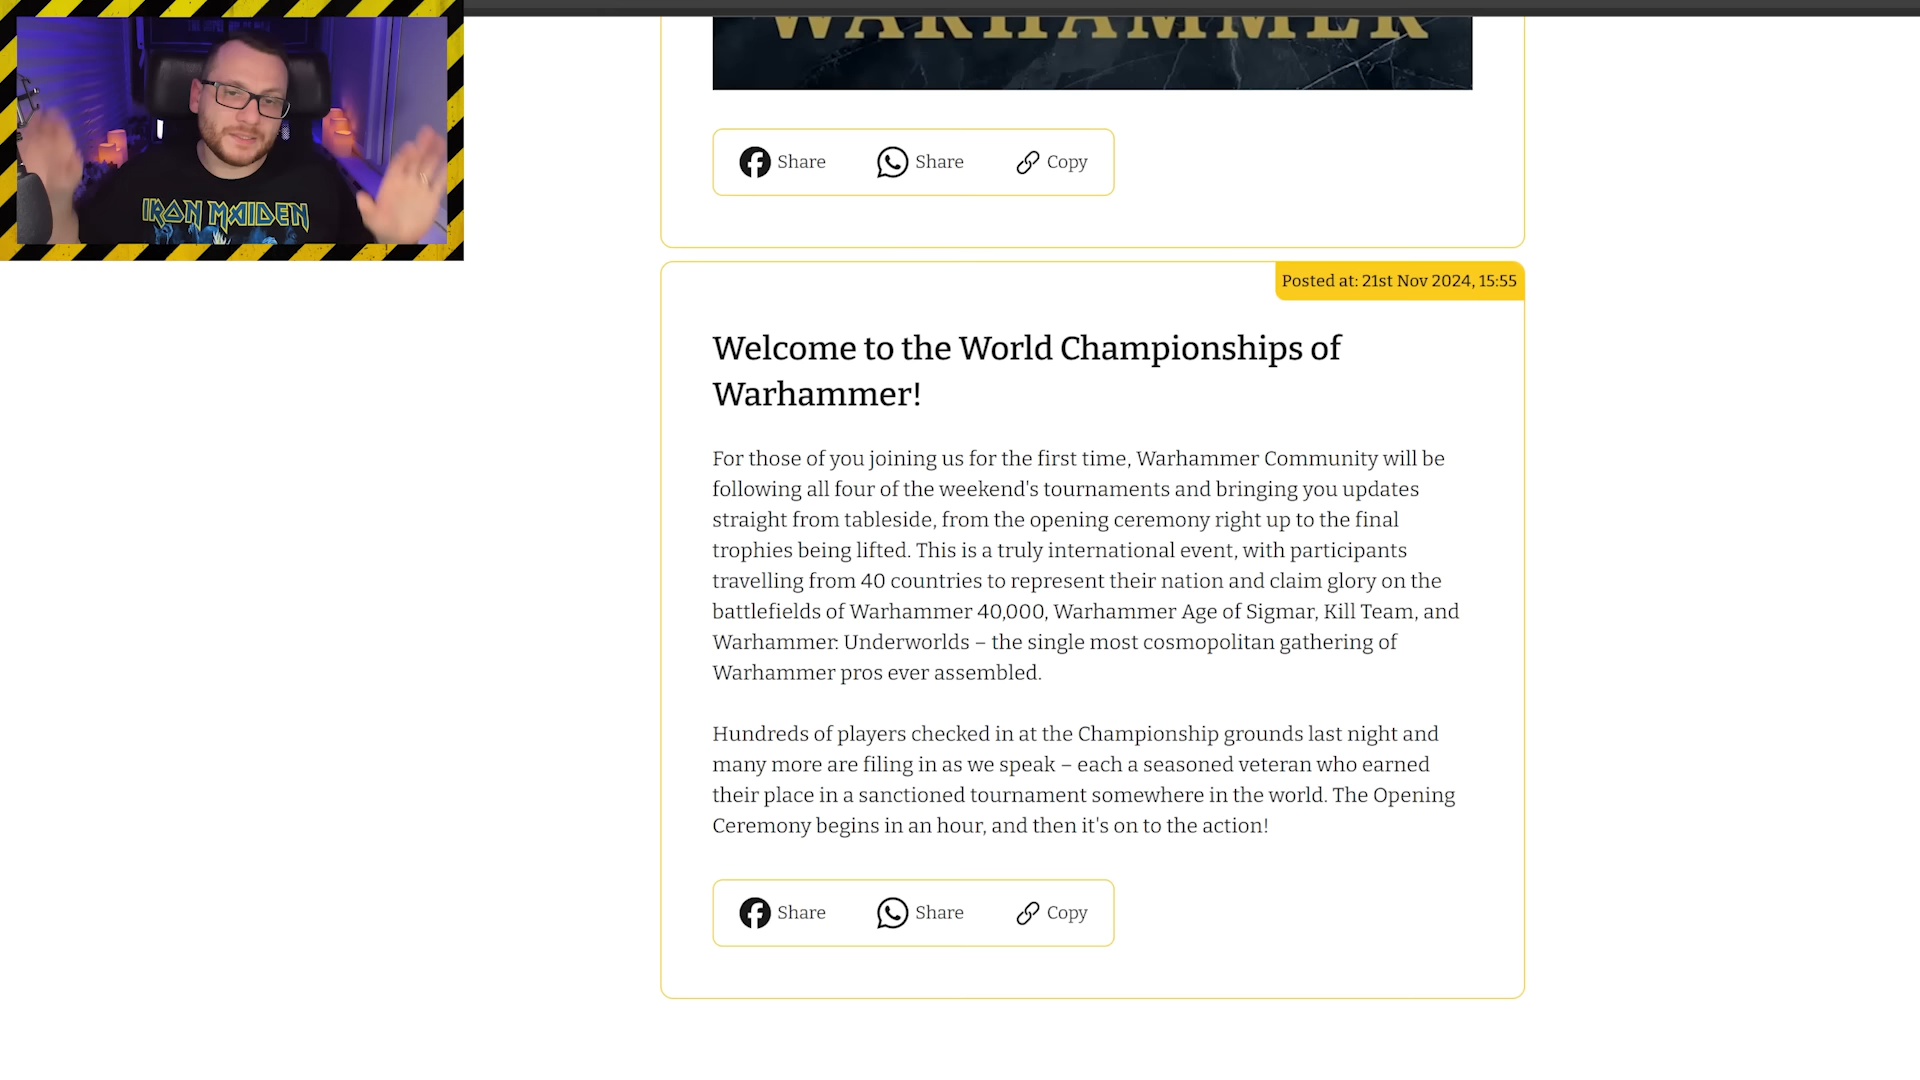 WARHAMMER
Share Share Copy
IRON MAIDEN
Posted at: 21st Nov 2024, 15:55
Welcome to the World Championships of
Warhammer!
For those of you joining us for the first time, Warhammer Community will be
following all four of the weekend's tournaments and bringing you updates
straight from tableside, from the opening ceremony right up to the final
trophies being lifted. This is a truly international event, with participants
travelling from 40 countries to represent their nation and claim glory on the
battlefields of Warhammer 40,000, Warhammer Age of Sigmar, Kill Team, and
Warhammer: Underworlds – the single most cosmopolitan gathering of
Warhammer pros ever assembled.
Hundreds of players checked in at the Championship grounds last night and
many more are filing in as we speak – each a seasoned veteran who earned
their place in a sanctioned tournament somewhere in the world. The Opening
Ceremony begins in an hour, and then it's on to the action!
Share Share Copy